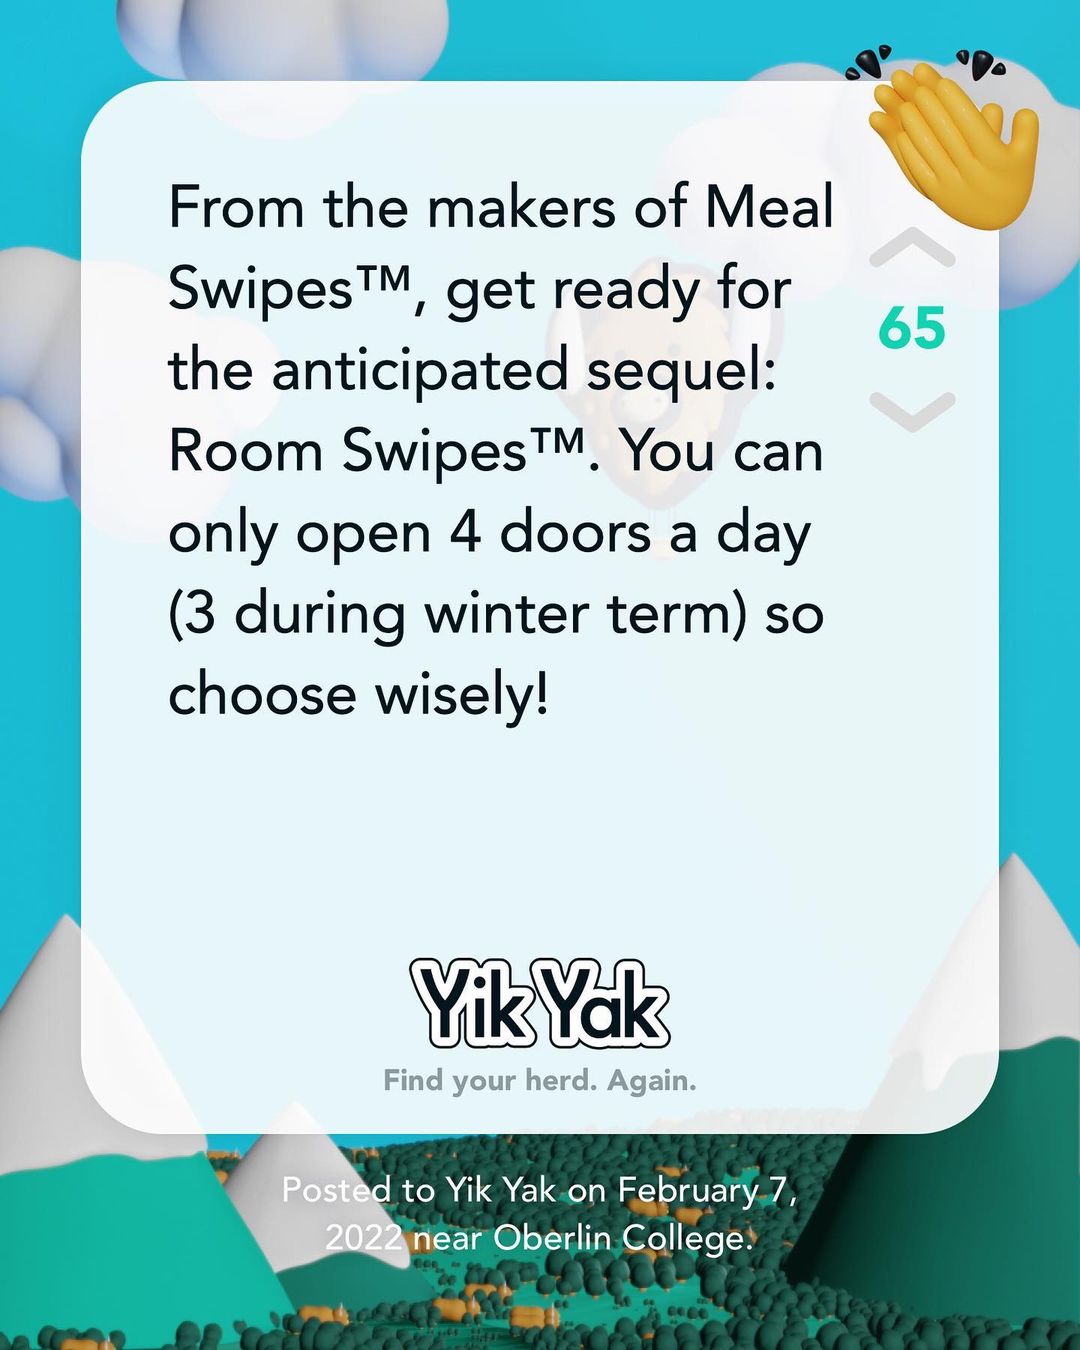 From the makers of Meal
Swipes™, get ready for
the anticipated sequel:
Room Swipes™. You can
only open 4 doors a day
(3 during winter term) so
choose wisely!
65
Yik Yak
Find your herd. Again.
Posted to Yik Yak on February 7,
2022 near Oberlin College.